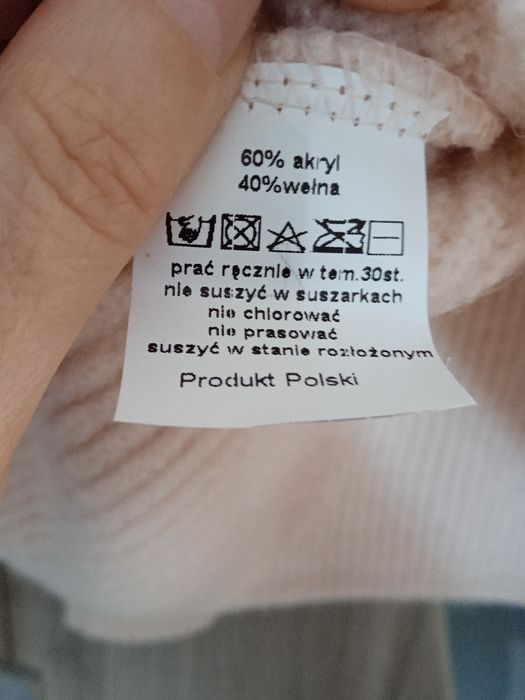 60% akryl
40%wełna
prać ręcznie w tem.30st.
nie suszyć w suszarkach
nie chlorować
nie prasować
suszyć w stanie rozłożonym
Produkt Polski